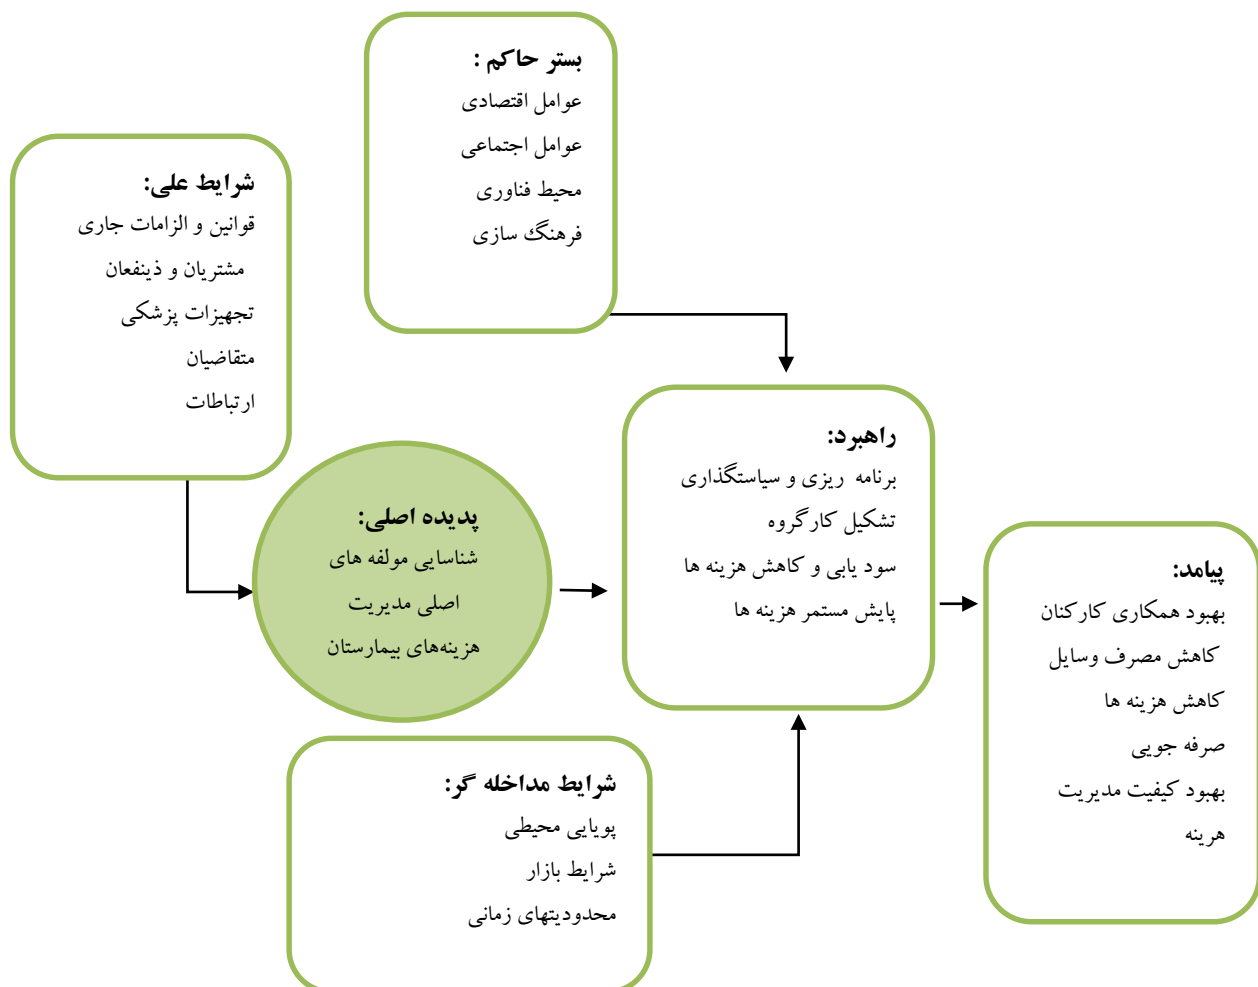 بستر حاکم :
عوامل اقتصادی
عوامل اجتماعی
محیط فناوری
فرهنگ سازی
شرایط علی:
قوانین و الزامات جاری
مشتریان و ذینفعان
تجهیزات پزشکی
متقاضیان
ارتباطات
پدیده اصلی:
شناسایی مولفه های
اصلی مدیریت
هزینه‌های بیمارستان
راهبرد:
برنامه ریزی و سیاستگذاری
تشکیل کارگروه
سود یابی و کاهش هزینه ها
پایش مستمر هزینه ها
شرایط مداخله گر:
پویایی محیطی
شرایط بازار
محدودیتهای زمانی
پیامد:
بهبود همکاری کارکنان
کاهش مصرف وسایل
کاهش هزینه ها
صرفه جویی
بهبود کیفیت مدیریت
هرینه